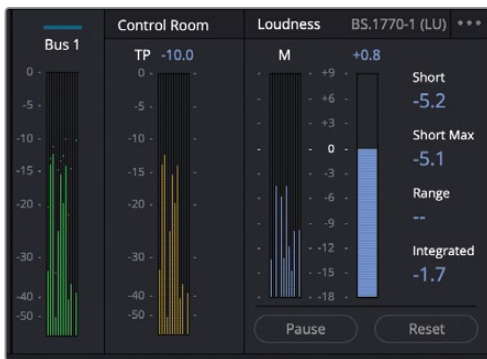 Control Room
Loudness BS.1770-1 (LU) •••
Bus 1
TP -10.0
M +0.8
0 -
-5 -
-10 -
-15 -
-20 -
-30 -
-40 -
-50 -
0 -
-5 -
-10 -
-15 -
-20 -
-30 -
-40 -
-50 -
- +9 -
- +6 -
- +3 -
- 0 -
- -3 -
- -6 -
- -9 -
- -12 -
- -15 -
- -18 -
Short
-5.2
Short Max
-5.1
Range
--
Integrated
-1.7
Pause
Reset